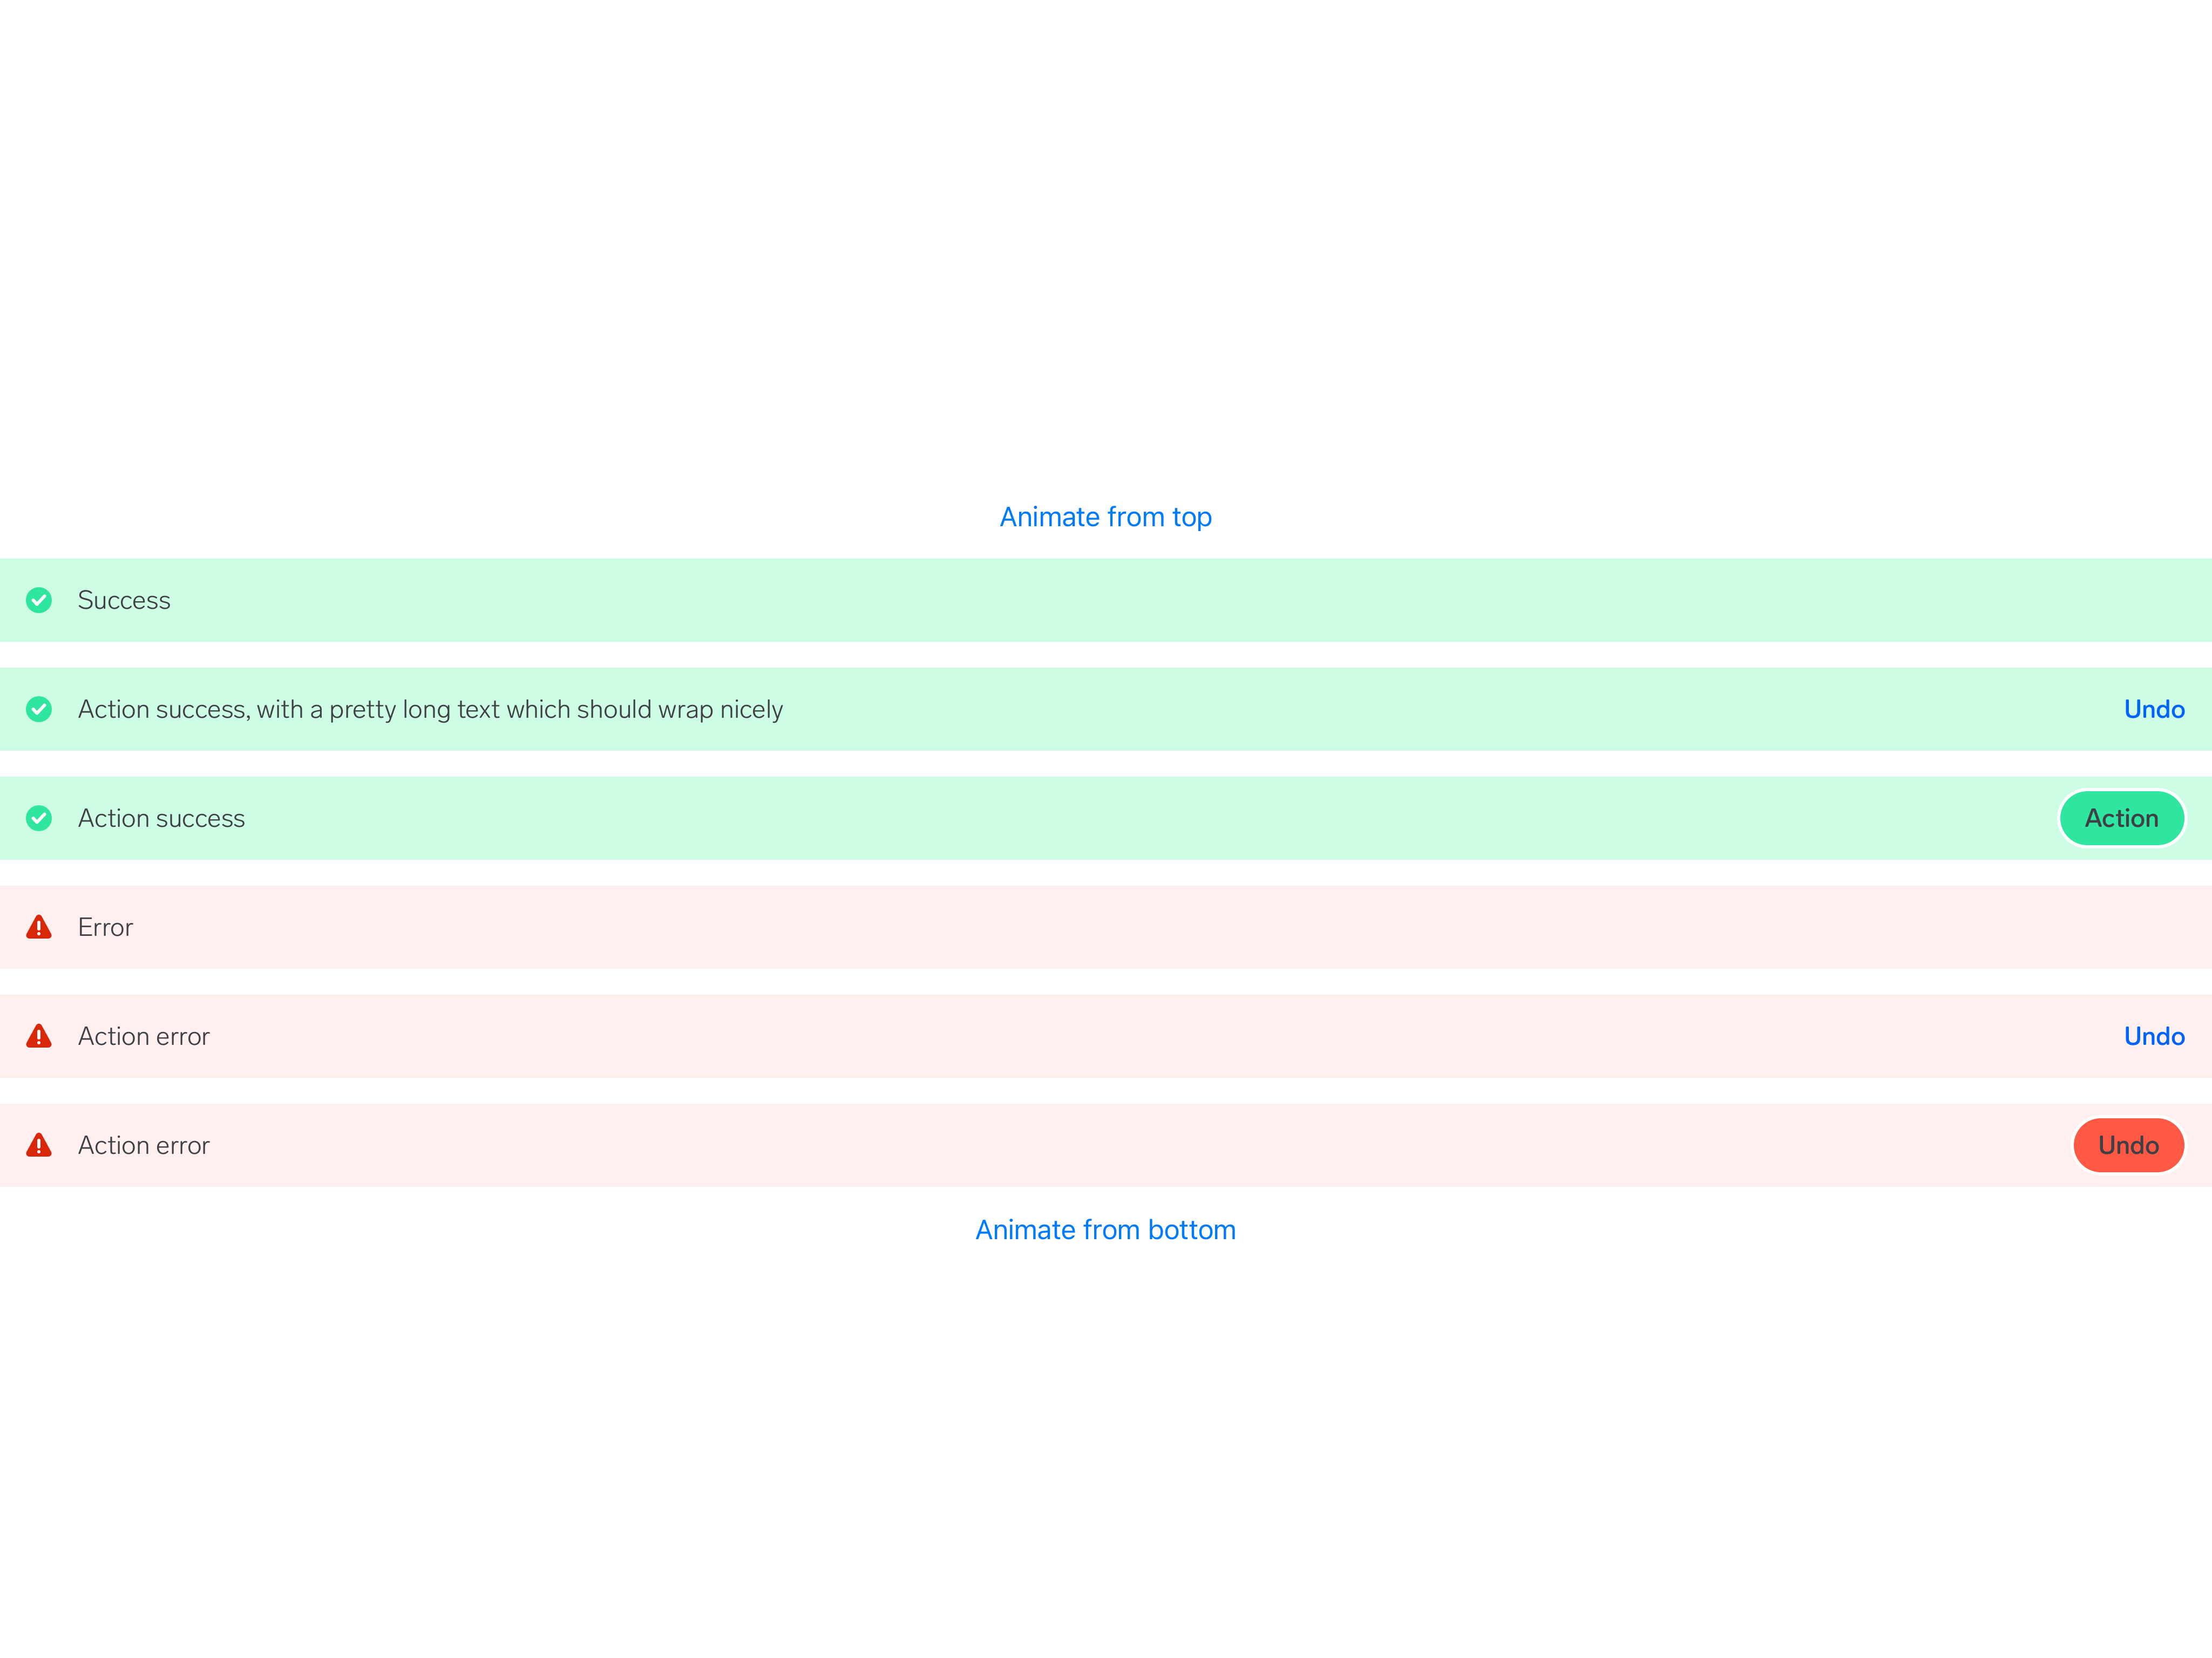 Animate from top
Success
Action success, with a pretty long text which should wrap nicely
Undo
Action success
Action
Error
Action error
Undo
Action error
Undo
Animate from bottom